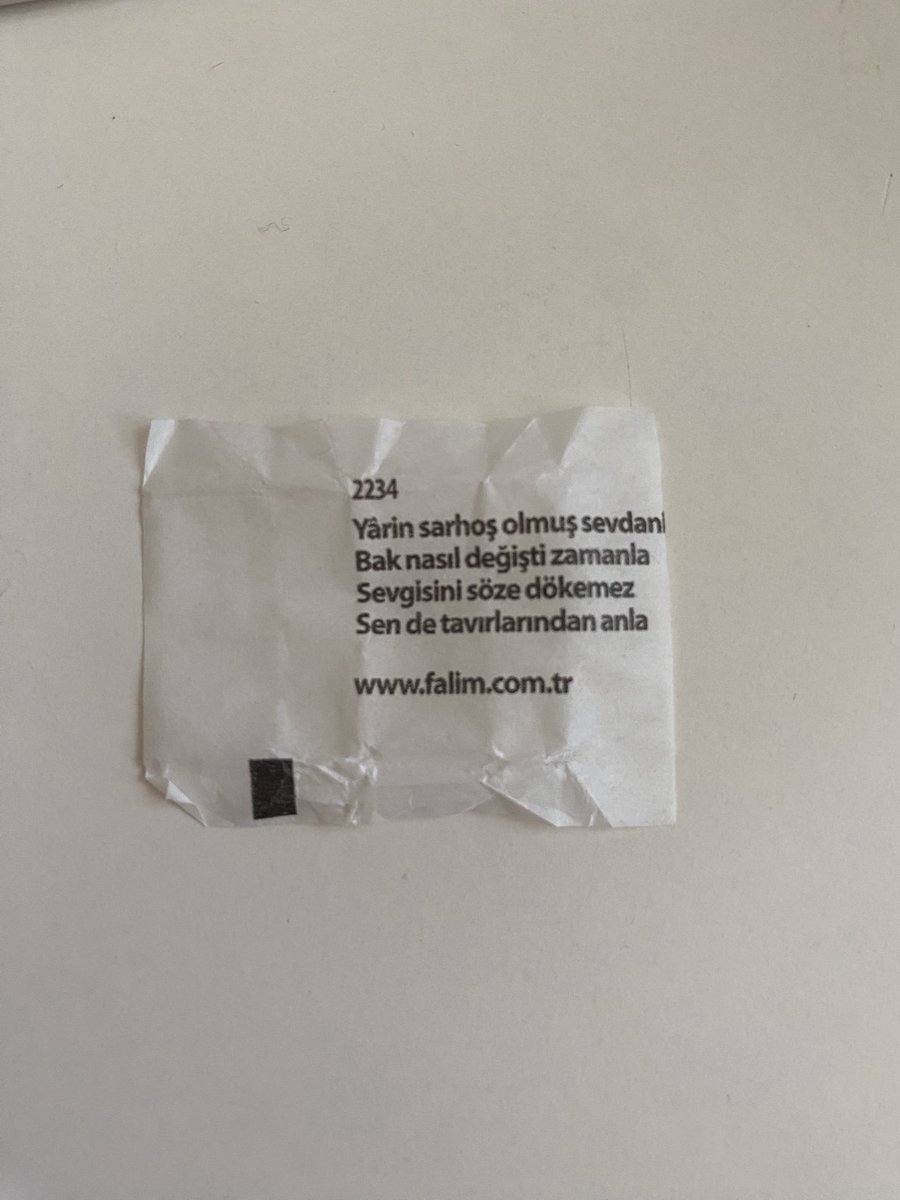 2234
Yârin sarhoş olmuş
Bak nasıl değişti zamanla
Sevgisini söze dökemez
Sen de tavırlarından anla
www.falim.com.tr